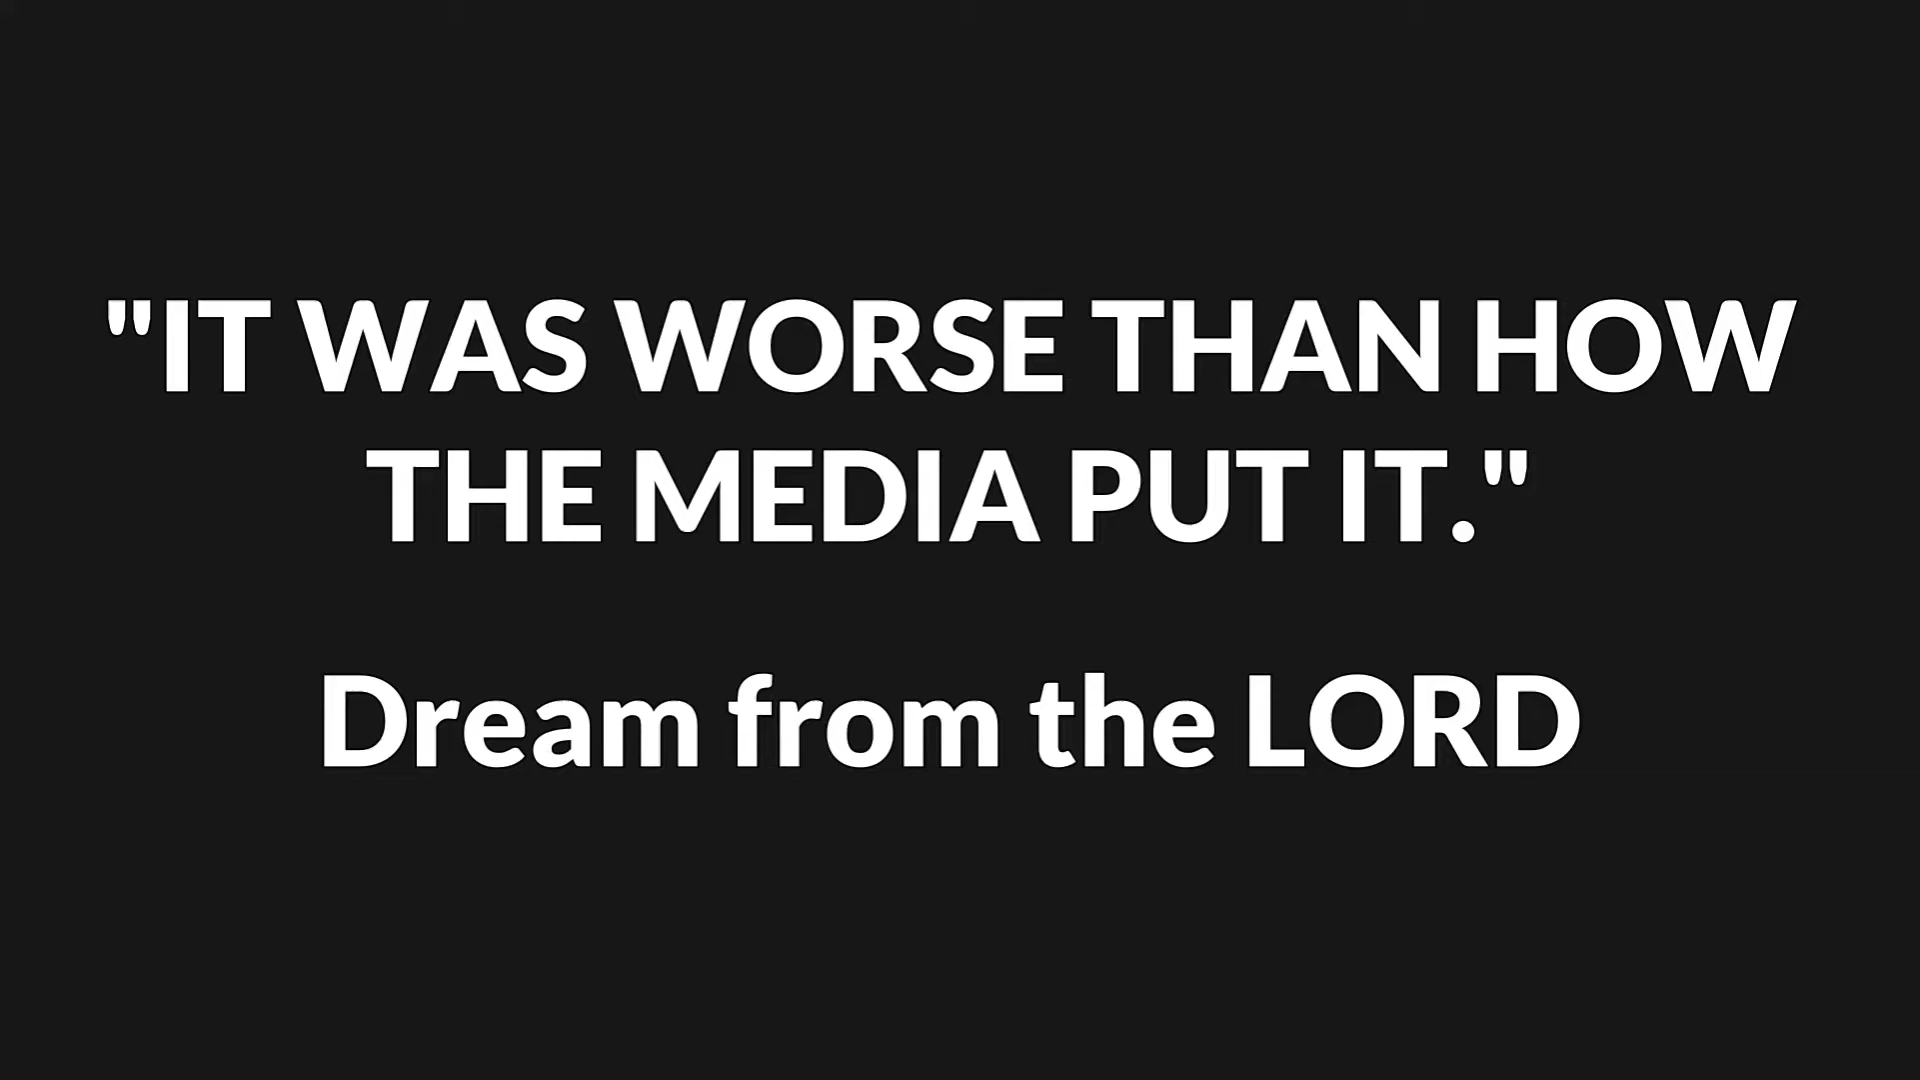 "IT WAS WORSE THAN HOW
THE MEDIA PUT IT."
Dream from the LORD